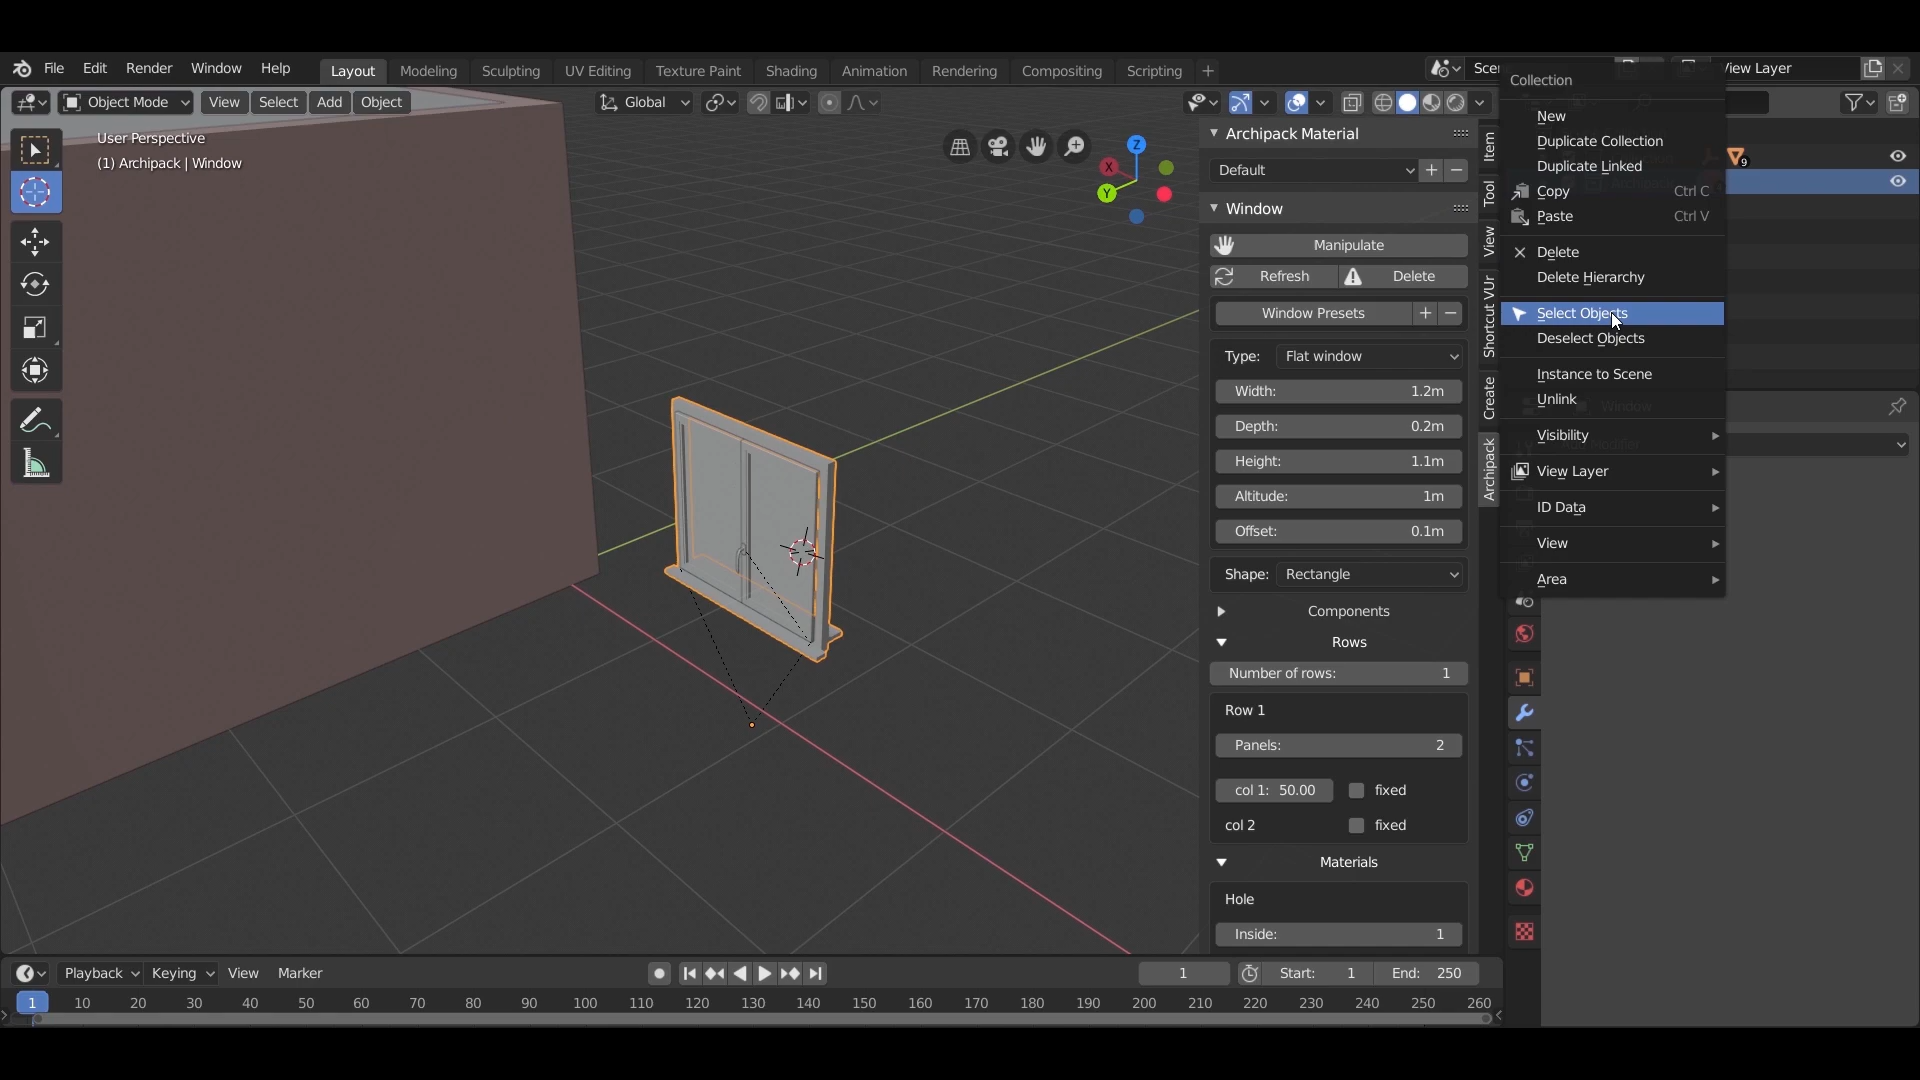 File Edit Render Window Help Layout Modeling Sculpting UV Editing Texture Paint Shading Animation Rendering Compositing Scripting + View Layer
Object Mode View Select Add Object Global
User Perspective
(1) Archipack | Window
Archipack Material
Default
Window
Manipulate
Refresh Delete
Window Presets
Type: Flat window
Width: 1.2m
Depth: 0.2m
Height: 1.1m
Altitude: 1m
Offset: 0.1m
Shape: Rectangle
Components
Rows
Number of rows: 1
Row 1
Panels: 2
col 1: 50.00 fixed
col 2 fixed
Materials
Hole
Inside: 1
Item
Tool
View
Shortcut VUr
Create
Archipack
Collection
New
Duplicate Collection
Duplicate Linked
Copy Ctrl C
Paste Ctrl V
Delete
Delete Hierarchy
Select Objects
Deselect Objects
Instance to Scene
Unlink
Visibility
View Layer
ID Data
View
Area
9
X
Y
Z
Playback Keying View Marker 1 Start: 1 End: 250
1 10 20 30 40 50 60 70 80 90 100 110 120 130 140 150 160 170 180 190 200 210 220 230 240 250 260